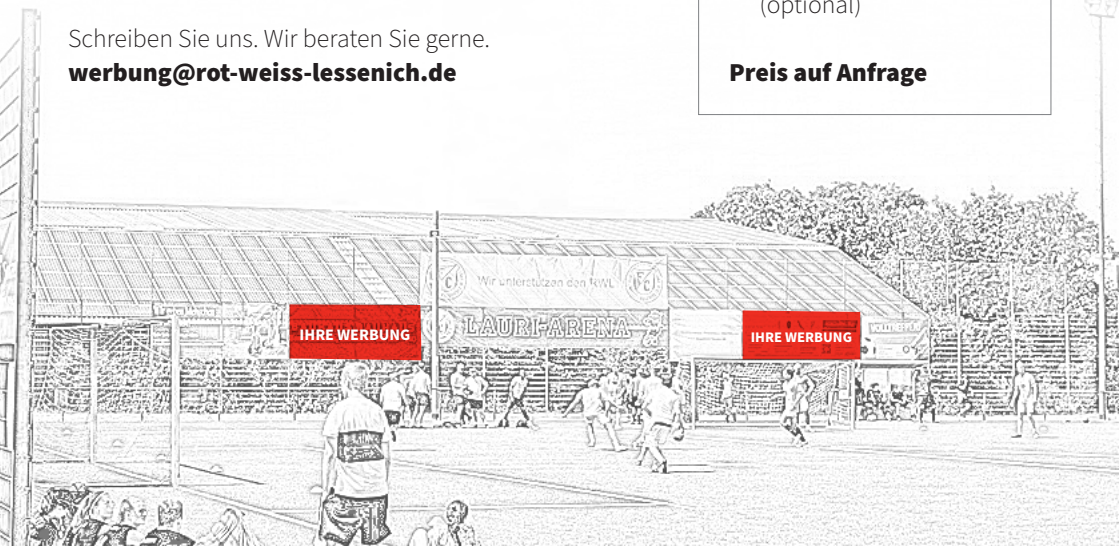 (optional)
Schreiben Sie uns. Wir beraten Sie gerne.
werbung@rot-weiss-lessenich.de
Preis auf Anfrage
Wir unterstützen den RWL
LAURI-ARENA
IHRE WERBUNG
IHRE WERBUNG